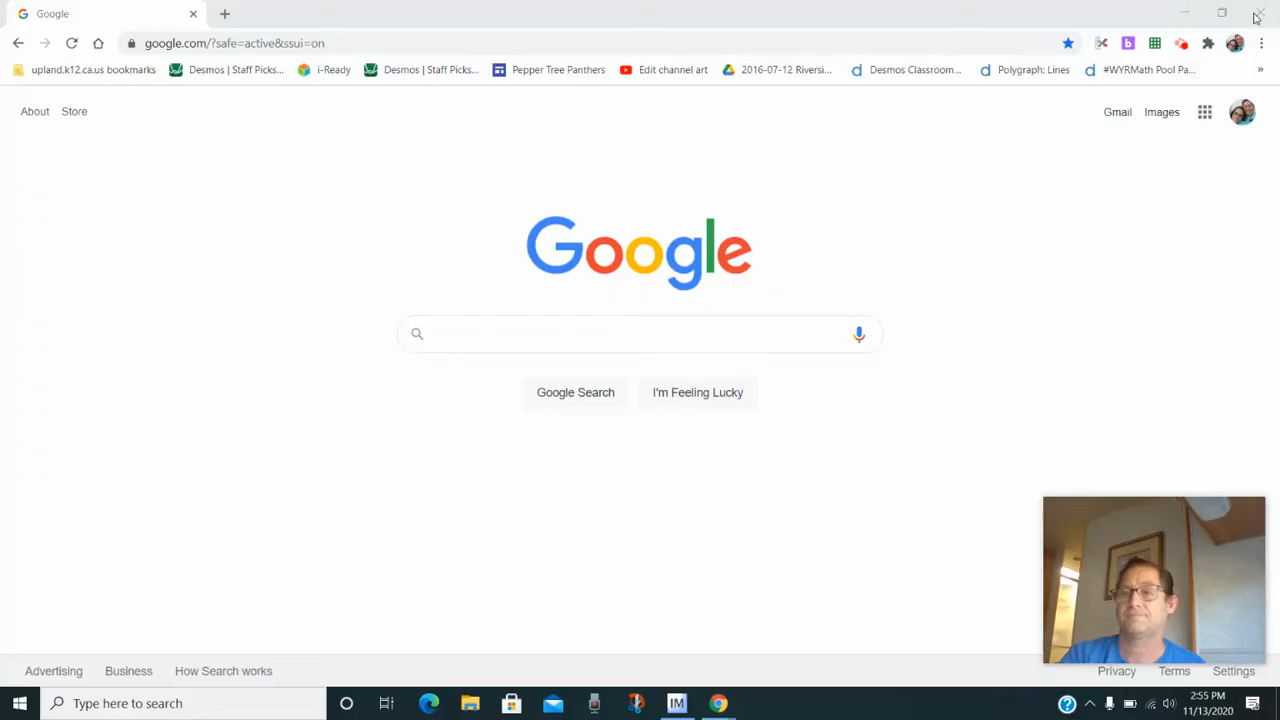 Google
google.com/?safe=active&ssui=on
upland.k12.ca.us bookmarks
Desmos | Staff Picks...
i-Ready
Desmos | Staff Picks...
Pepper Tree Panthers
Edit channel art
2016-07-12 Riversi...
Desmos Classroom...
Polygraph: Lines
#WYRMath Pool Pa...
»
About
Store
Gmail
Images
Google
Google Search
I'm Feeling Lucky
Advertising
Business
How Search works
Privacy
Terms
Settings
Type here to search
IM
2:55 PM
11/13/2020